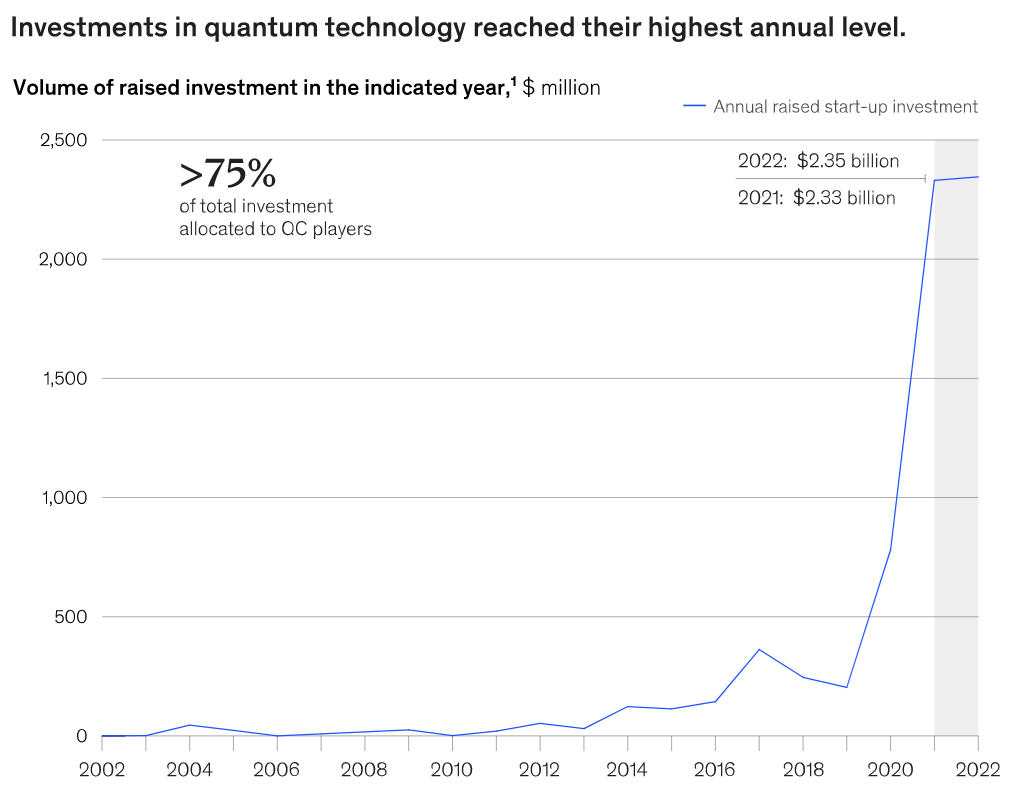 Investments in quantum technology reached their highest annual level.
Volume of raised investment in the indicated year,¹ $ million
Annual raised start-up investment
2,500
>75%
of total investment
allocated to QC players
2022: $2.35 billion
2021: $2.33 billion
2,000
1,500
1,000
500
0
2002 2004 2006 2008 2010 2012 2014 2016 2018 2020 2022